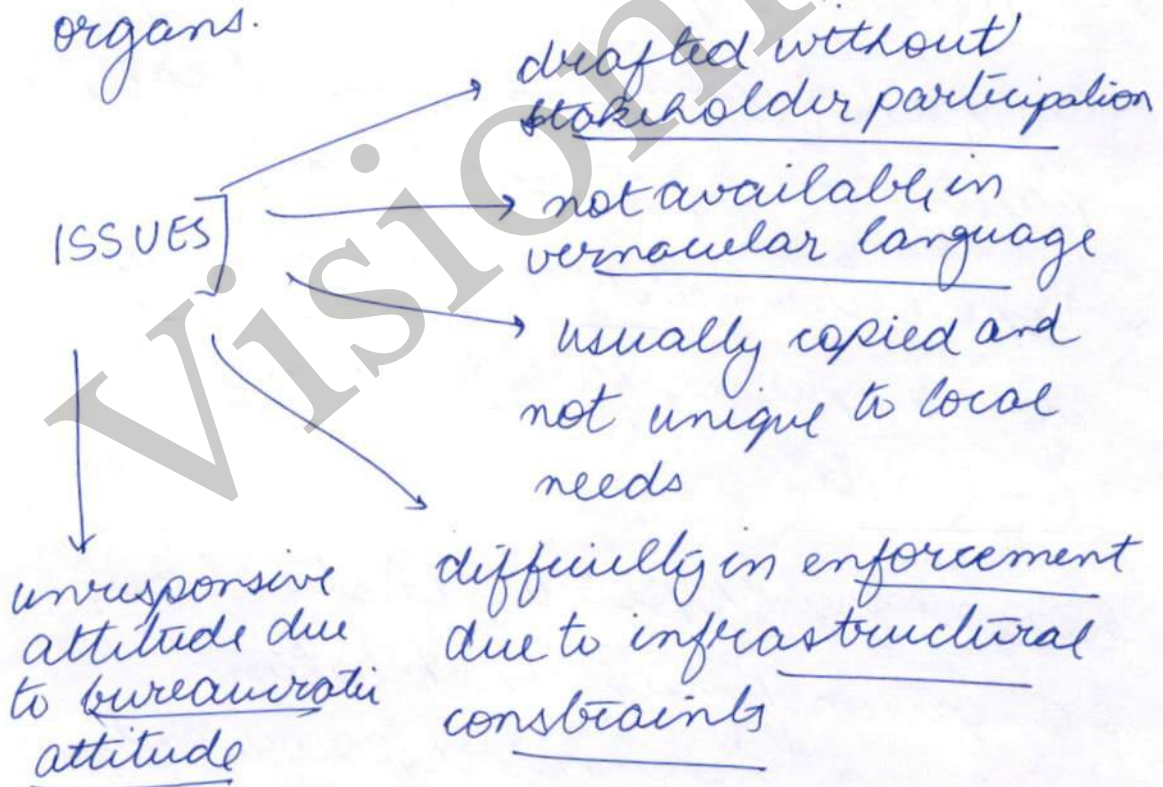 organs.
drafted without
stakeholder participation
ISSUES]
not available in
vernacular language
usually copied and
not unique to local
needs
unresponsive
attitude due
to bureaucratic
attitude
difficulty in enforcement
due to infrastructural
constraints
Vision